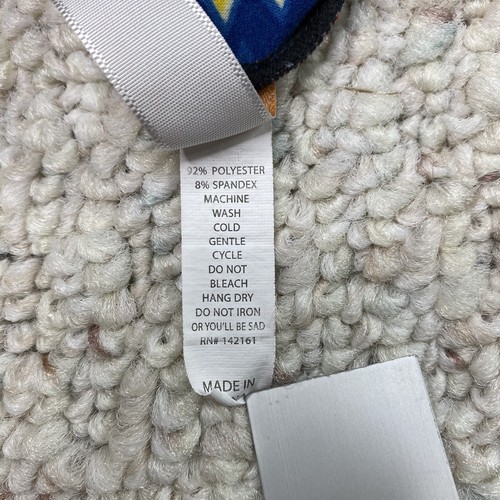 92% POLYESTER
8% SPANDEX
MACHINE
WASH
COLD
GENTLE
CYCLE
DO NOT
BLEACH
HANG DRY
DO NOT IRON
OR YOU'LL BE SAD
RN# 142161
MADE IN